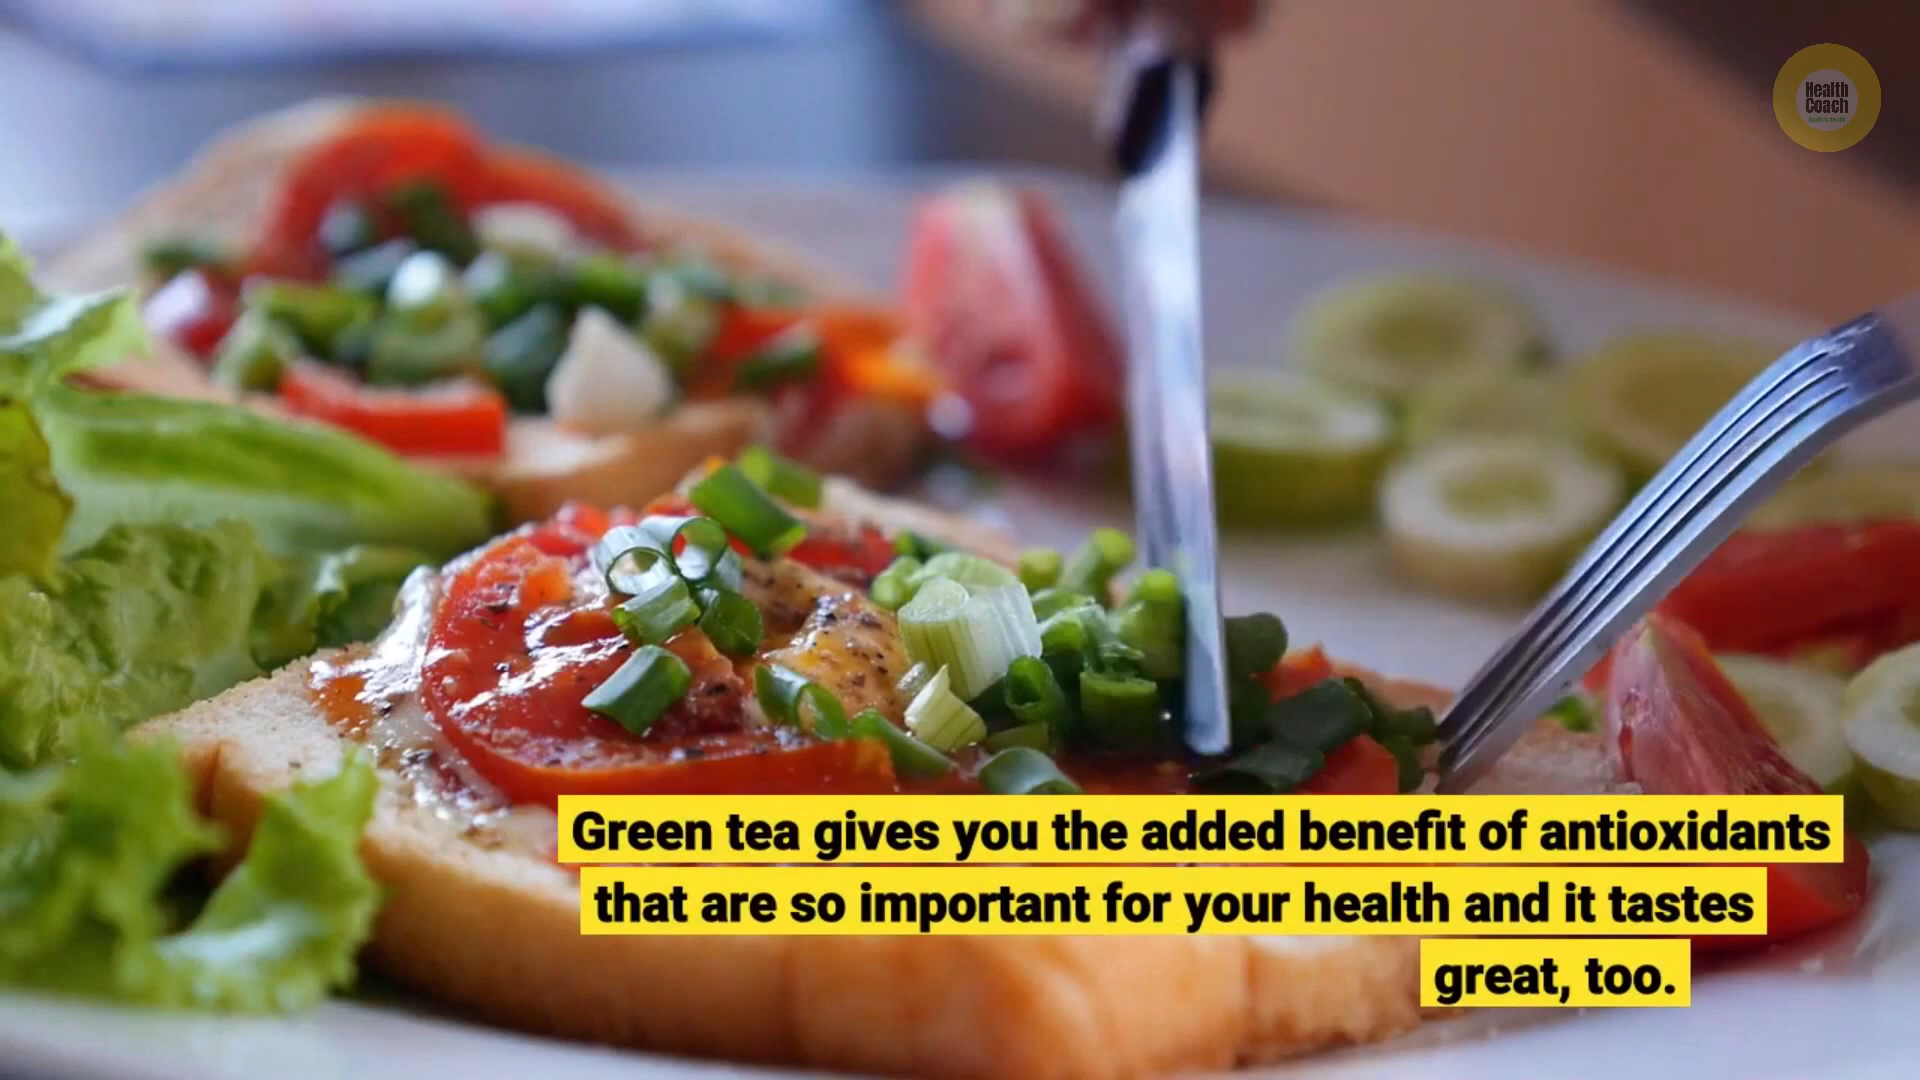 Health
Coach
Green tea gives you the added benefit of antioxidants
that are so important for your health and it tastes
great, too.